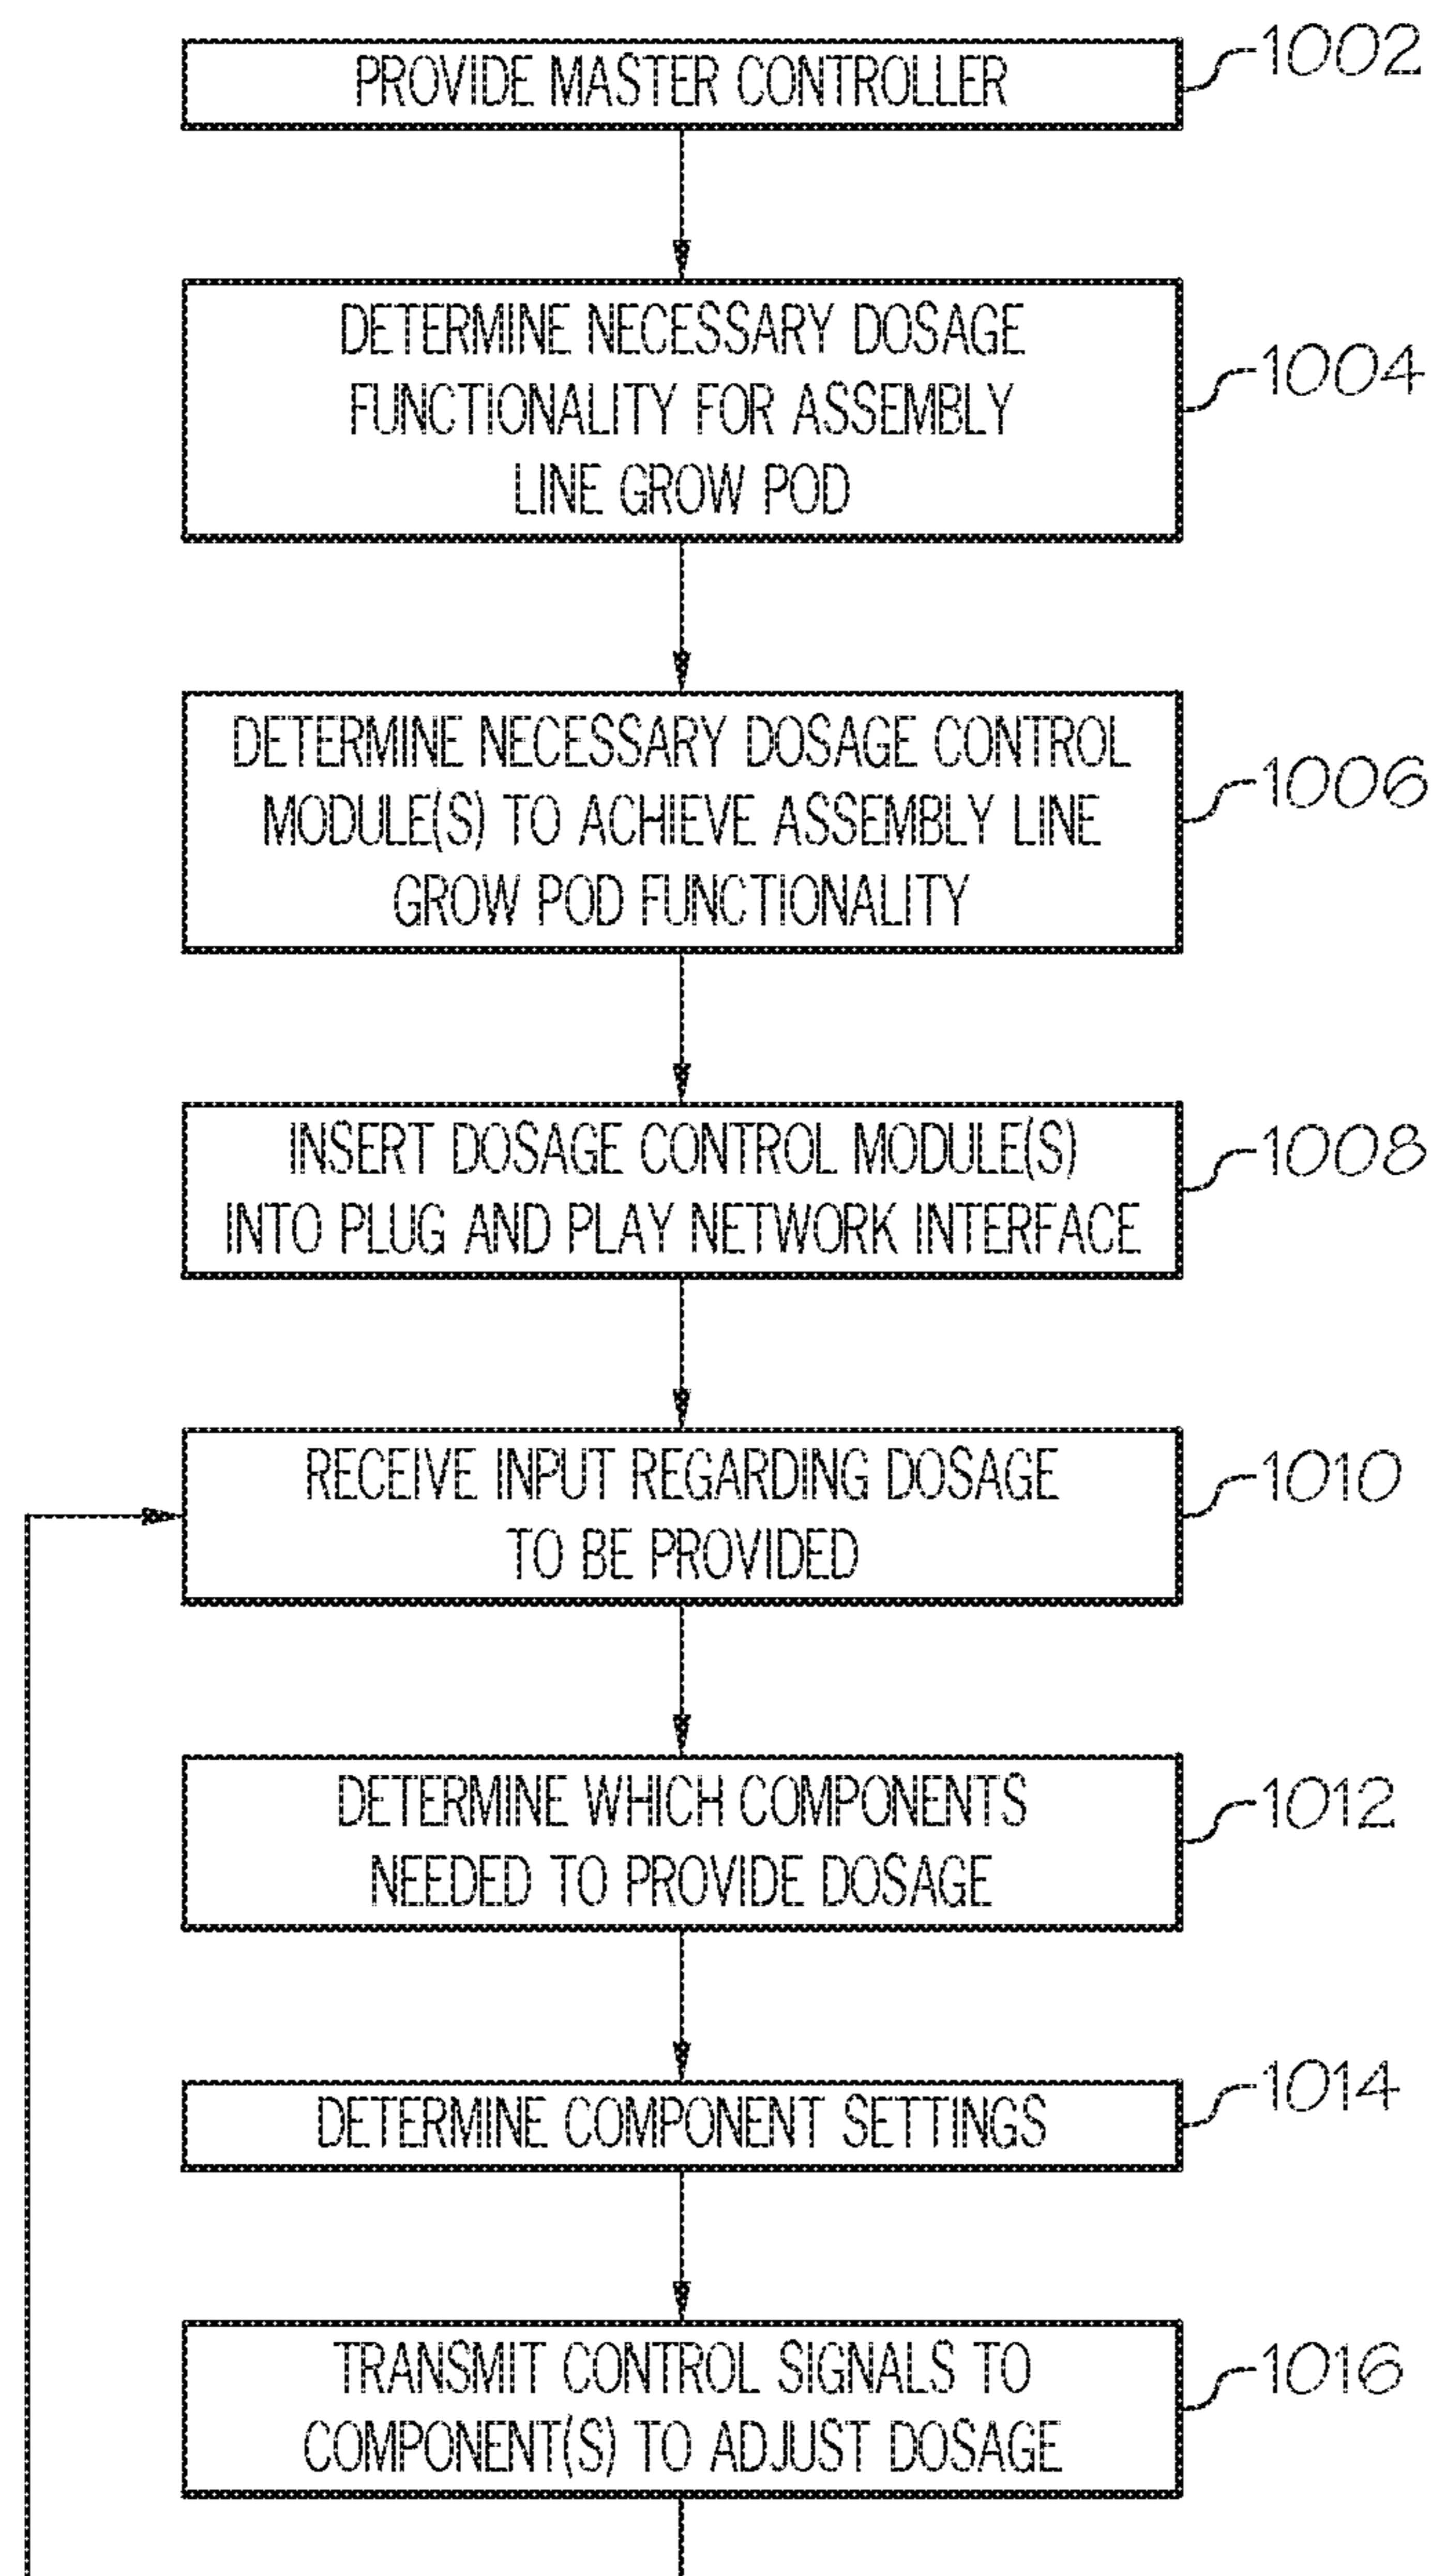 PROVIDE MASTER CONTROLLER
1002
DETERMINE NECESSARY DOSAGE
FUNCTIONALITY FOR ASSEMBLY
LINE GROW POD
1004
DETERMINE NECESSARY DOSAGE CONTROL
MODULE(S) TO ACHIEVE ASSEMBLY LINE
GROW POD FUNCTIONALITY
1006
INSERT DOSAGE CONTROL MODULE(S)
INTO PLUG AND PLAY NETWORK INTERFACE
1008
RECEIVE INPUT REGARDING DOSAGE
TO BE PROVIDED
1010
DETERMINE WHICH COMPONENTS
NEEDED TO PROVIDE DOSAGE
1012
DETERMINE COMPONENT SETTINGS
1014
TRANSMIT CONTROL SIGNALS TO
COMPONENT(S) TO ADJUST DOSAGE
1016